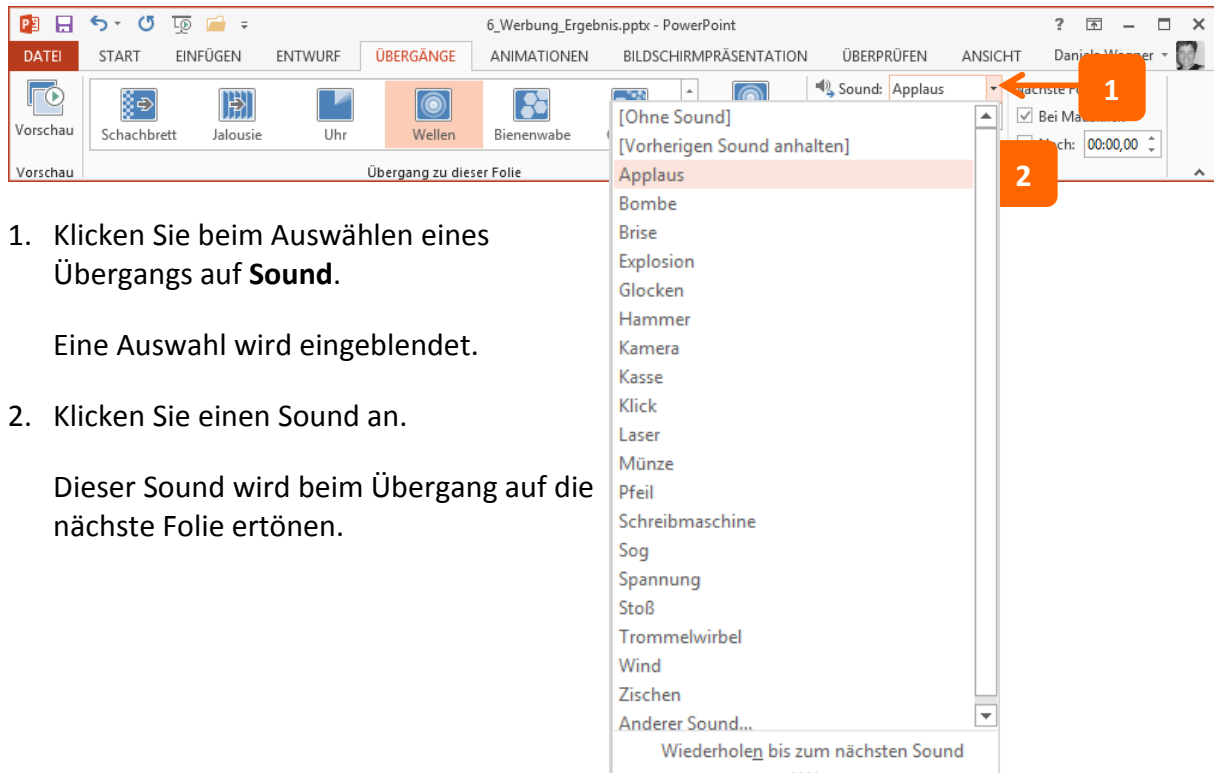 6_Werbung_Ergebnis.pptx - PowerPoint
?
DATEI START EINFÜGEN ENTWURF ÜBERGÄNGE ANIMATIONEN BILDSCHIRMPRÄSENTATION ÜBERPRÜFEN ANSICHT
Vorschau
Schachbrett Jalousie Uhr Wellen Bienenwabe
Sound: Applaus
1
Bei
Nach: 00:00,00
Vorschau
Übergang zu dieser Folie
2
[Ohne Sound]
[Vorherigen Sound anhalten]
Applaus
Bombe
Brise
Explosion
Glocken
Hammer
Kamera
Kasse
Klick
Laser
Münze
Pfeil
Schreibmaschine
Sog
Spannung
Stoß
Trommelwirbel
Wind
Zischen
Anderer Sound...
Wiederholen bis zum nächsten Sound
1. Klicken Sie beim Auswählen eines
Übergangs auf Sound.
Eine Auswahl wird eingeblendet.
2. Klicken Sie einen Sound an.
Dieser Sound wird beim Übergang auf die
nächste Folie ertönen.